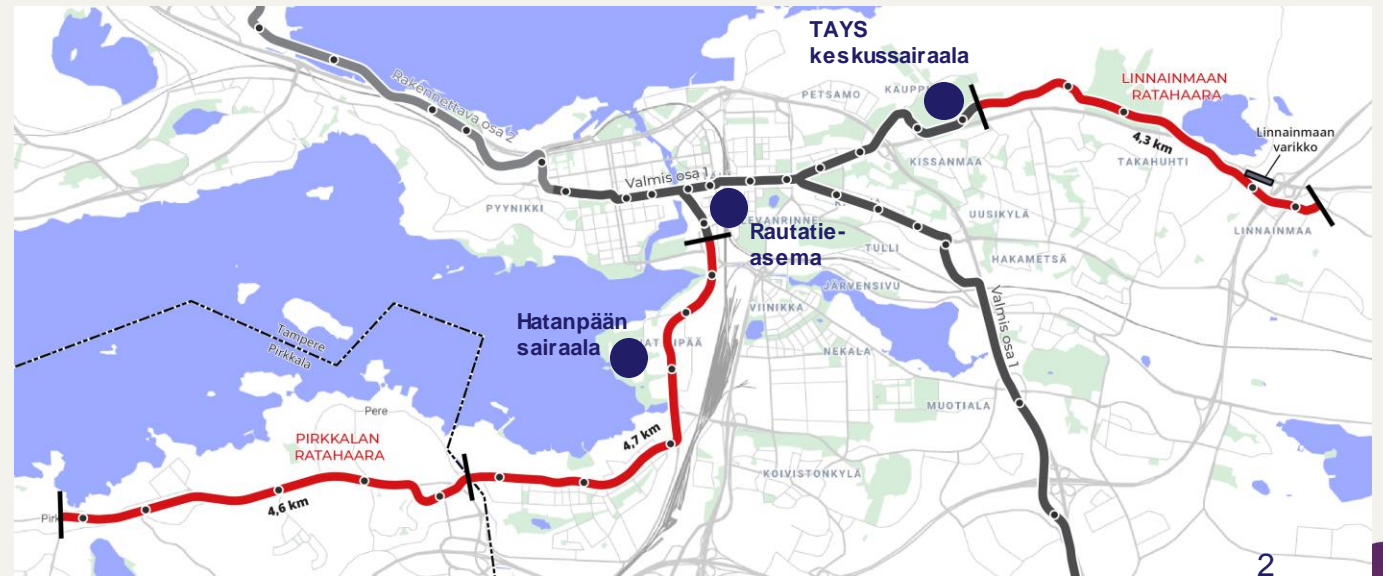 TAYS
keskussairaala
LINNAINMAAN
RATAHAARA
Rakennettava osa 2
PETSAMO
4,3 km
Linnainmaan
varikko
KISSANMAA
TAKAHUHTI
Valmis osa 1
PYYNIKKI
UUSIKYLÄ
LINNAINMAA
Rautatie-
asema
TULLI
HAKAMETSÄ
JÄRVENSIVU
Valmis osa 1
VIINIKKA
Hatanpään
sairaala
NEKALA
Tampere
Pirkkala
MUOTIALA
Pere
PIRKKALAN
RATAHAARA
4,7 km
KOIVISTONKYLÄ
4,6 km
Pirk
2